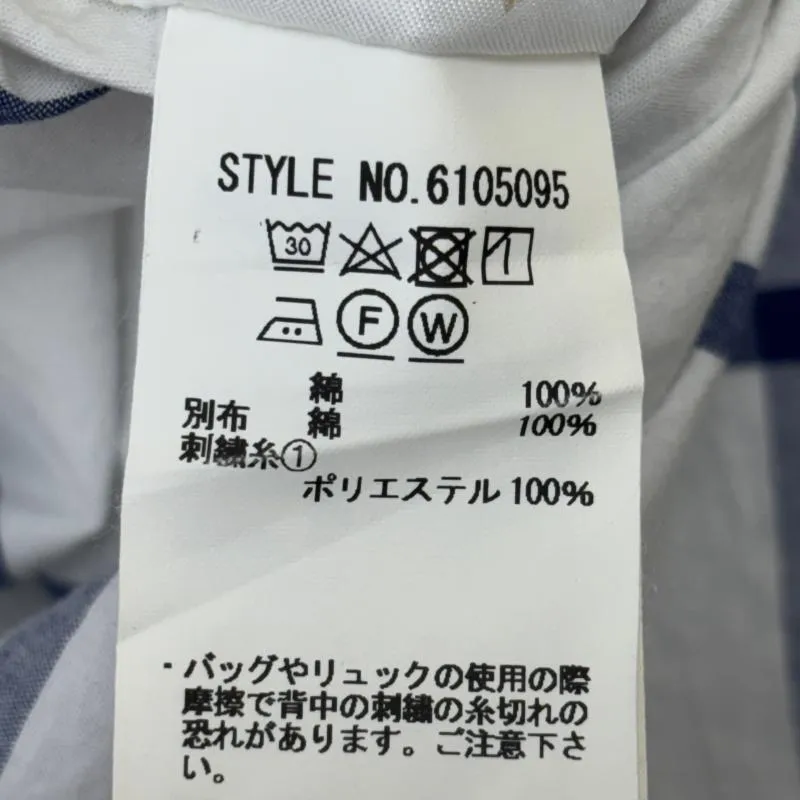 STYLE NO.6105095
30
F W
綿 100%
別布 綿 100%
刺繍糸①
ポリエステル 100%
・バッグやリュックの使用の際
摩擦で背中の刺繍の糸切れの
恐れがあります。ご注意下さ
い。